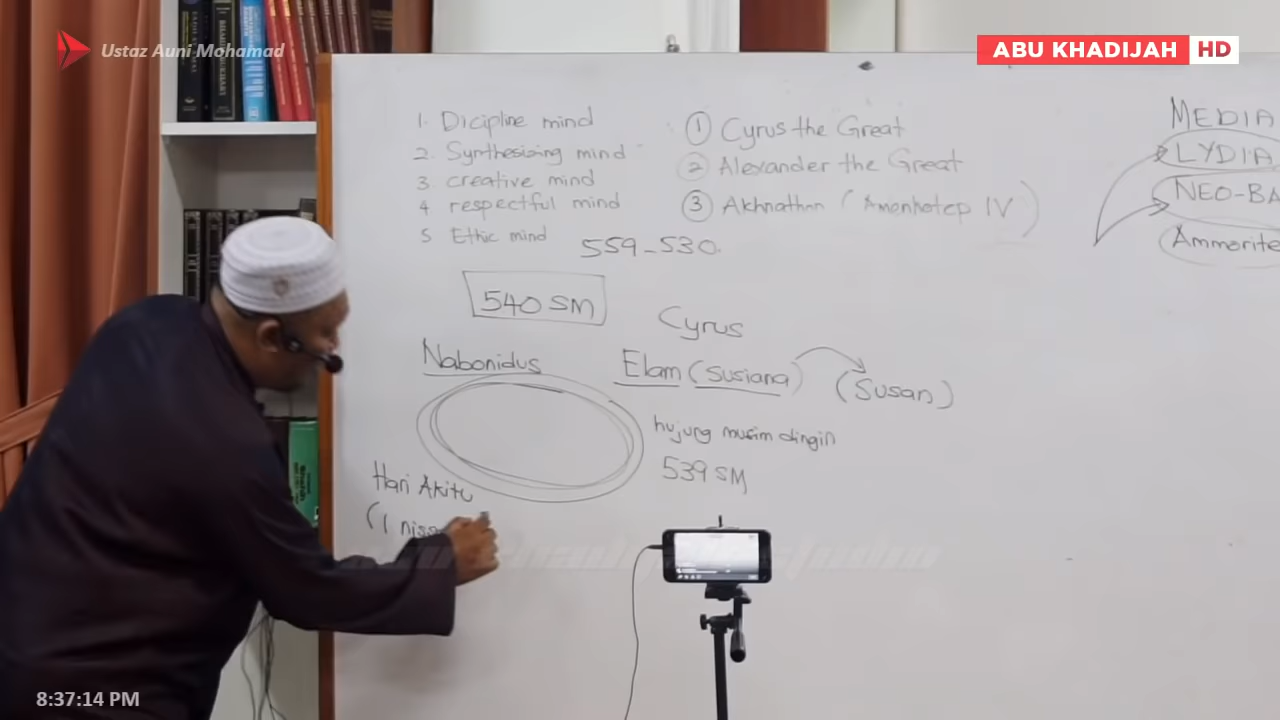 Ustaz Auni Mohamad
ABU KHADIJAH HD
1. Dicipline mind
2. Synthesizing mind
3. creative mind
4 respectful mind
5 Ethic mind
1 Cyrus the Great
2 Alexander the Great
3 Akhnathon (Amenhotep IV)
559-530
MEDIA
LYDIA
NEO-BA
Ammorite
540 SM
Cyrus
Nabonidus
Elam (Susiana)
(Susan)
hujung musim dingin
539 SM
Hari Akitu
(1 niss
8:37:14 PM